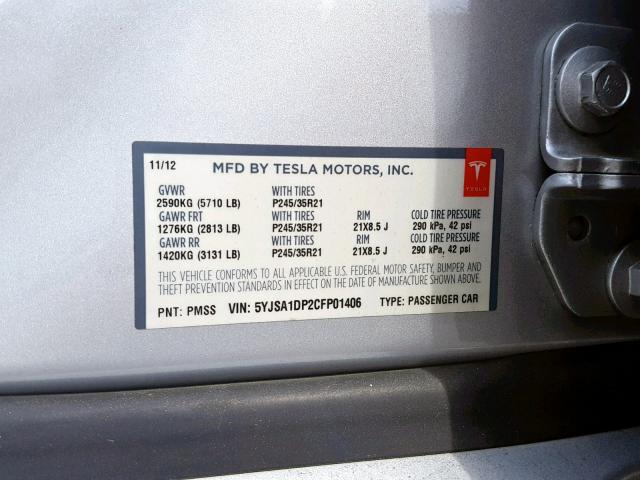 11/12 MFD BY TESLA MOTORS, INC.
TESLA
GVWR WITH TIRES
2590KG (5710 LB) P245/35R21
GAWR FRT WITH TIRES RIM COLD TIRE PRESSURE
1276KG (2813 LB) P245/35R21 21X8.5 J 290 kPa, 42 psi
GAWR RR WITH TIRES RIM COLD TIRE PRESSURE
1420KG (3131 LB) P245/35R21 21X8.5 J 290 kPa, 42 psi
THIS VEHICLE CONFORMS TO ALL APPLICABLE U.S. FEDERAL MOTOR SAFETY, BUMPER AND
THEFT PREVENTION STANDARDS IN EFFECT ON THE DATE OF MANUFACTURE SHOWN ABOVE.
PNT: PMSS VIN: 5YJSA1DP2CFP01406 TYPE: PASSENGER CAR